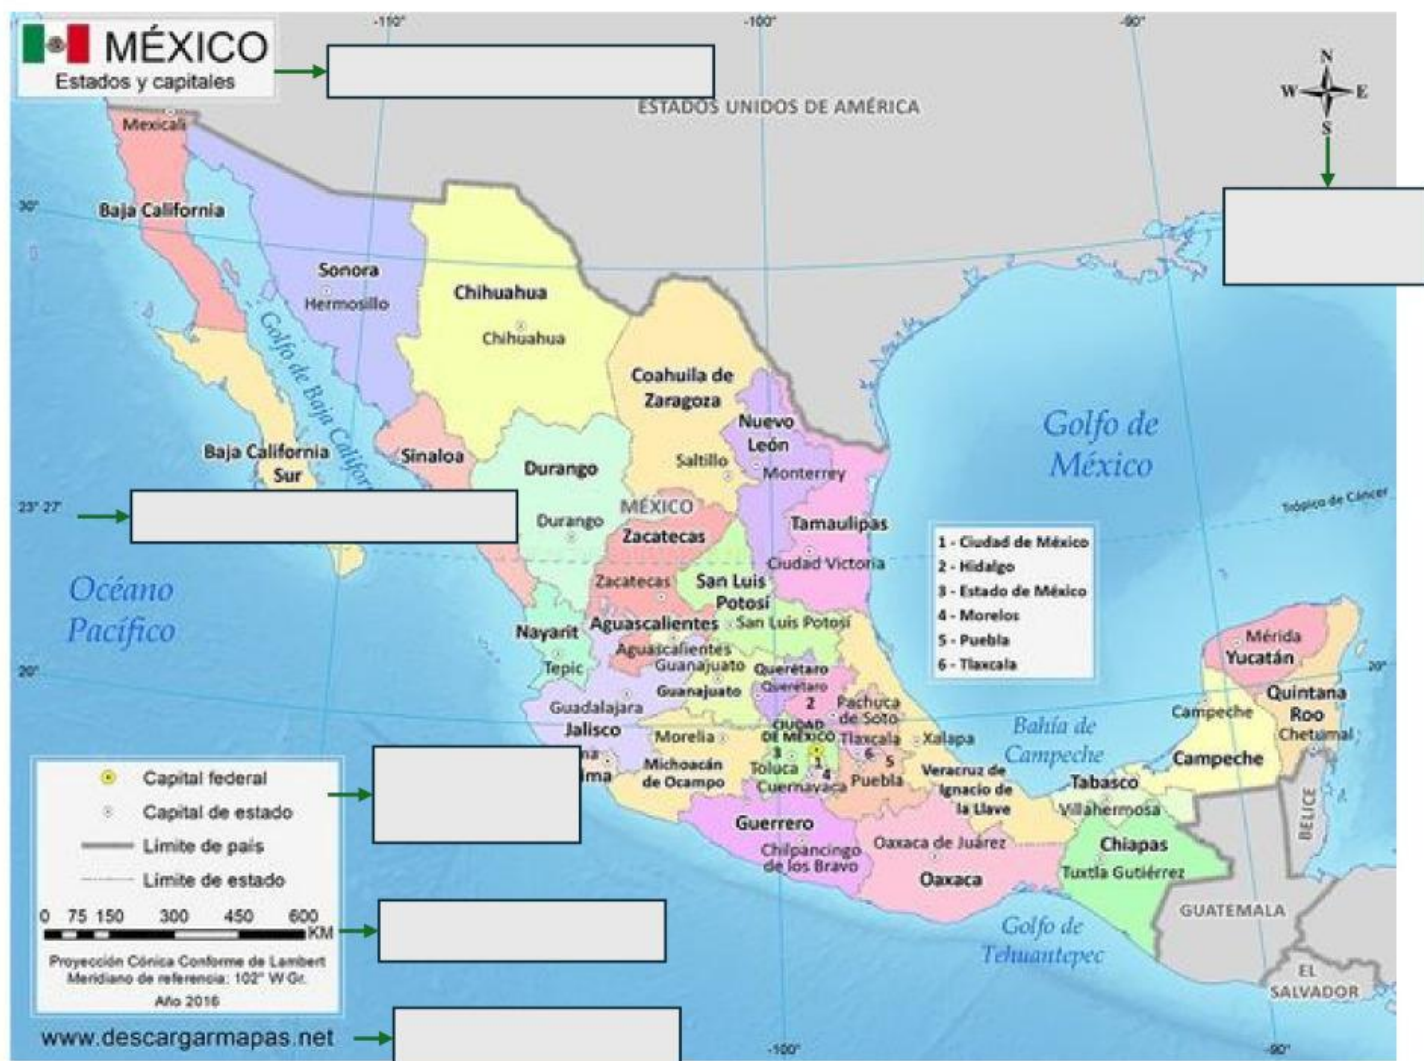 -110°
-100°
-90°
MÉXICO
Estados y capitales
ESTADOS UNIDOS DE AMÉRICA
N
W
E
S
Mexicali
30°
Baja California
Sonora
Hermosillo
Chihuahua
Chihuahua
Golfo de Baja Califor
Coahuila de
Zaragoza
Saltillo
Nuevo
León
Monterrey
Golfo de
México
Baja California
Sur
Sinaloa
Durango
Durango
MÉXICO
23° 27'
Trópico de Cáncer
Zacatecas
Zacatecas
Tamaulipas
Ciudad Victoria
1 - Ciudad de México
2 - Hidalgo
3 - Estado de México
4 - Morelos
5 - Puebla
6 - Tlaxcala
Océano
Pacífico
San Luis
Potosí
San Luis Potosí
Nayarit
Tepic
Aguascalientes
Aguascalientes
Guanajuato
Guanajuato
Querétaro
Querétaro
2
Pachuca
de Soto
Mérida
Yucatán
20°
20°
Quintana
Roo
Chetumal
Campeche
Campeche
Guadalajara
Jalisco
Morelia
CIUDAD
DE MÉXICO
Tlaxcala
Xalapa
Bahía de
Campeche
ma
ima
Michoacán
de Ocampo
3
Toluca
1
4
6
5
Cuernavaca
Puebla
Veracruz de
Ignacio de
la Llave
Tabasco
Villahermosa
BELICE
Guerrero
Chilpancingo
de los Bravo
Oaxaca de Juárez
Oaxaca
Chiapas
Tuxtla Gutiérrez
GUATEMALA
Golfo de
Tehuantepec
EL
SALVADOR
Capital federal
Capital de estado
Límite de país
Límite de estado
0 75 150 300 450 600
KM
Proyección Cónica Conforme de Lambert
Meridiano de referencia: 102° W Gr.
Año 2016
www.descargarmapas.net
-100°
-90°